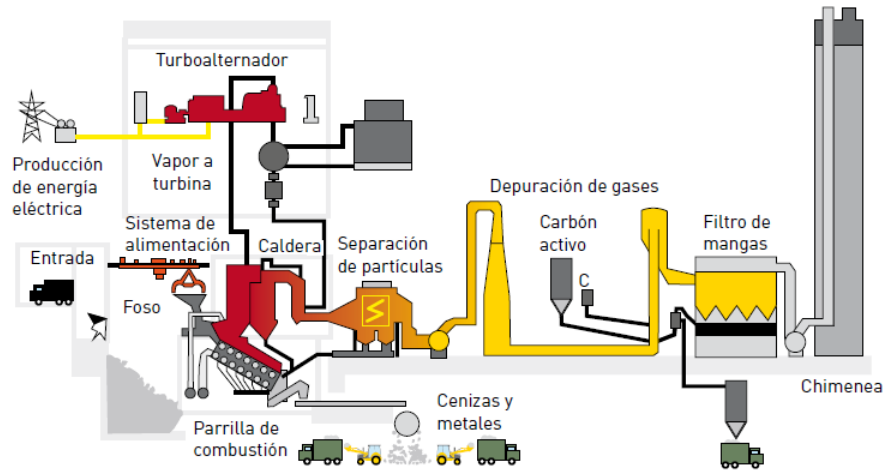 Turboalternador
Producción
de energía
eléctrica
Vapor a
turbina
Sistema de
alimentación
Entrada
Foso
Caldera
Separación
de partículas
Depuración de gases
Carbón
activo
C
Filtro de
mangas
Chimenea
Parrilla de
combustión
Cenizas y
metales